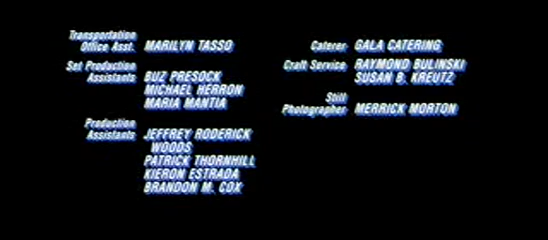 Transportation
Office Asst. MARILYN TASSO
Set Production
Assistants BUZ PRESOCK
MICHAEL HERRON
MARIA MANTIA
Production
Assistants JEFFREY RODERICK
WOODS
PATRICK THORNHILL
KIERON ESTRADA
BRANDON M. COX
Caterer GALA CATERING
Craft Service RAYMOND BULINSKI
SUSAN B. KREUTZ
Still
Photographer MERRICK MORTON